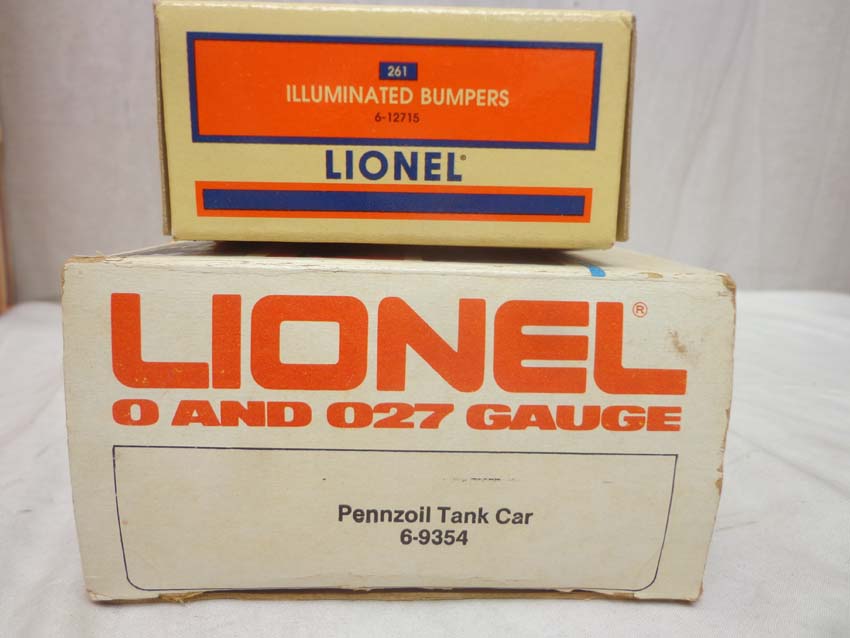 261
ILLUMINATED BUMPERS
6-12715
LIONEL®
LIONEL®
O AND O27 GAUGE
Pennzoil Tank Car
6-9354